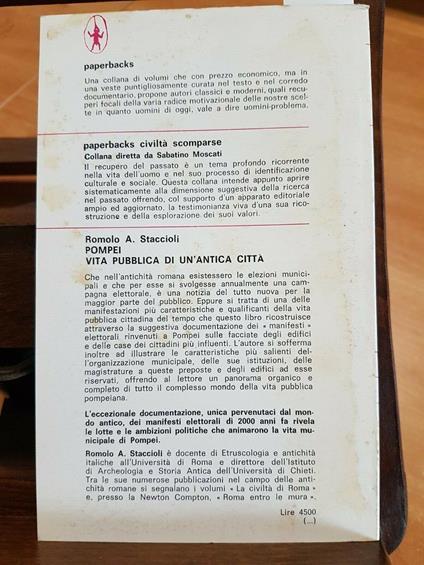 paperbacks
Una collana di volumi che con prezzo economico, ma in
una veste puntigliosamente curata nel testo e nel corredo
documentario, propone autori classici e moderni, quali recu-
peri focali della varia radice motivazionale delle nostre scel-
te in quanto uomini di oggi, vale a dire uomini-problema.
paperbacks civiltà scomparse
Collana diretta da Sabatino Moscati
Il recupero del passato è un tema profondo ricorrente
nella vita dell'uomo e nel suo processo di identificazione
culturale e sociale. Questa collana intende appunto aprire
sistematicamente alla dimensione suggestiva della ricerca
nel passato offrendo, col supporto d'un apparato editoriale
ampio ed aggiornato, la testimonianza viva d'una sua rico-
struzione e della esplorazione dei suoi valori.
Romolo A. Staccioli
POMPEI
VITA PUBBLICA DI UN'ANTICA CITTÀ
Che nell'antichità romana esistessero le elezioni munici-
pali e che per esse si svolgesse annualmente una cam-
pagna elettorale, è una notizia del tutto nuova per la
maggior parte del pubblico. Eppure si tratta di una delle
manifestazioni più caratteristiche e qualificanti della vita
pubblica cittadina del tempo che questo libro ricostruisce
attraverso la suggestiva documentazione dei « manifesti »
elettorali rinvenuti a Pompei sulle facciate degli edifici
e delle case dei cittadini più influenti. L'autore si sofferma
inoltre ad illustrare le caratteristiche più salienti del-
l'organizzazione municipale, delle sue istituzioni, delle
magistrature a queste preposte e degli edifici ad esse
riservati, offrendo al lettore un panorama organico e
completo di tutto il complesso mondo della vita pubblica
pompeiana.
L'eccezionale documentazione, unica pervenutaci dal mon-
do antico, dei manifesti elettorali di 2000 anni fa rivela
le lotte e le ambizioni politiche che animarono la vita mu-
nicipale di Pompei.
Romolo A. Staccioli è docente di Etruscologia e antichità
italiche all'Università di Roma e direttore dell'Istituto
di Archeologia e Storia Antica dell'Università di Chieti.
Tra le sue numerose pubblicazioni nel campo delle anti-
chità romane si segnalano i volumi « La civiltà di Roma »
e, presso la Newton Compton, « Roma entro le mura ».
Lire 4500
(...)